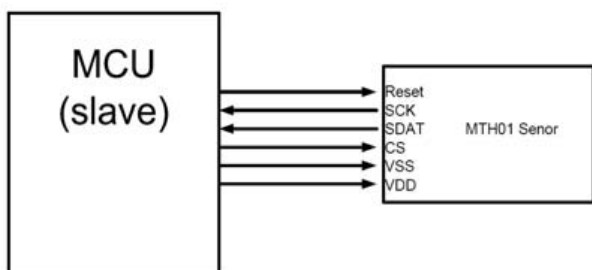 MCU
(slave)
Reset
SCK
SDAT
CS
VSS
VDD
MTH01 Senor